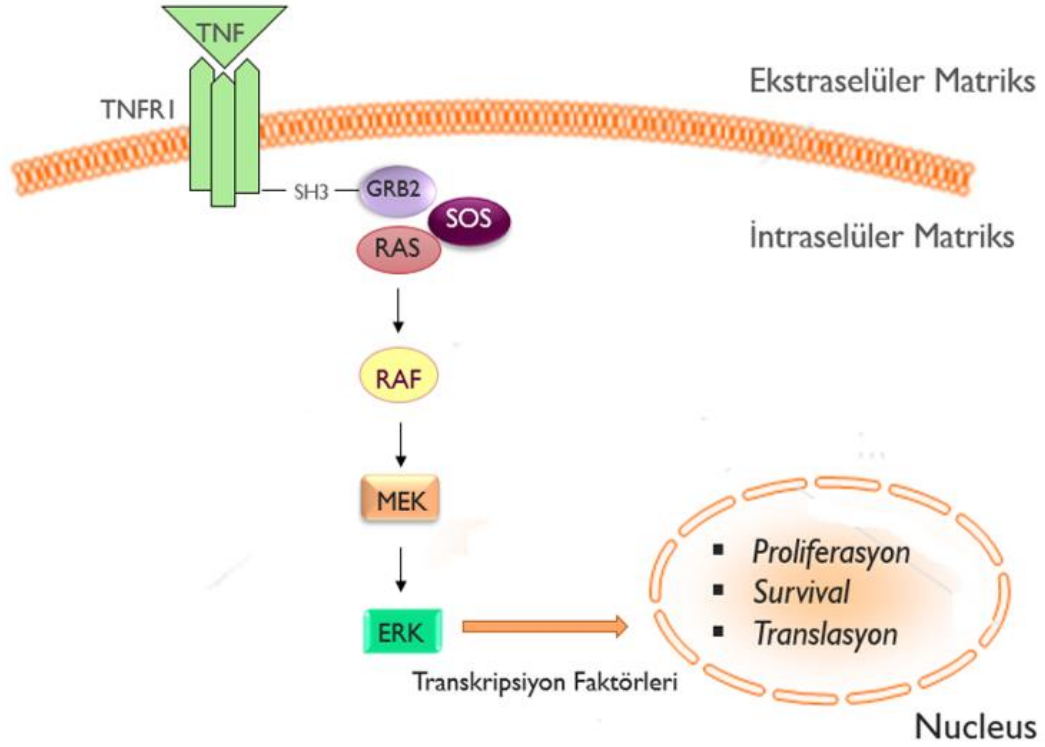 TNF
TNFR1
Ekstraselüler Matriks
SH3
GRB2
SOS
RAS
İntraselüler Matriks
RAF
MEK
ERK
Transkripsiyon Faktörleri
▪ Proliferasyon
▪ Survival
▪ Translasyon
Nucleus